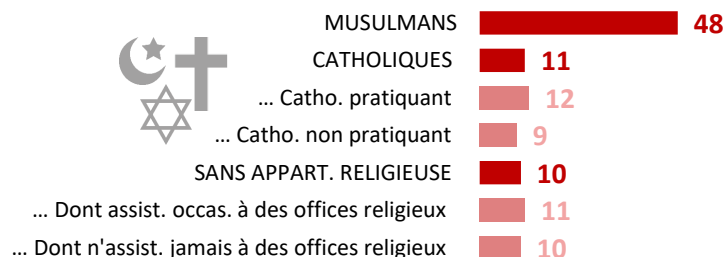 MUSULMANS 48
CATHOLIQUES 11
... Catho. pratiquant 12
... Catho. non pratiquant 9
SANS APPART. RELIGIEUSE 10
... Dont assist. occas. à des offices religieux 11
... Dont n'assist. jamais à des offices religieux 10